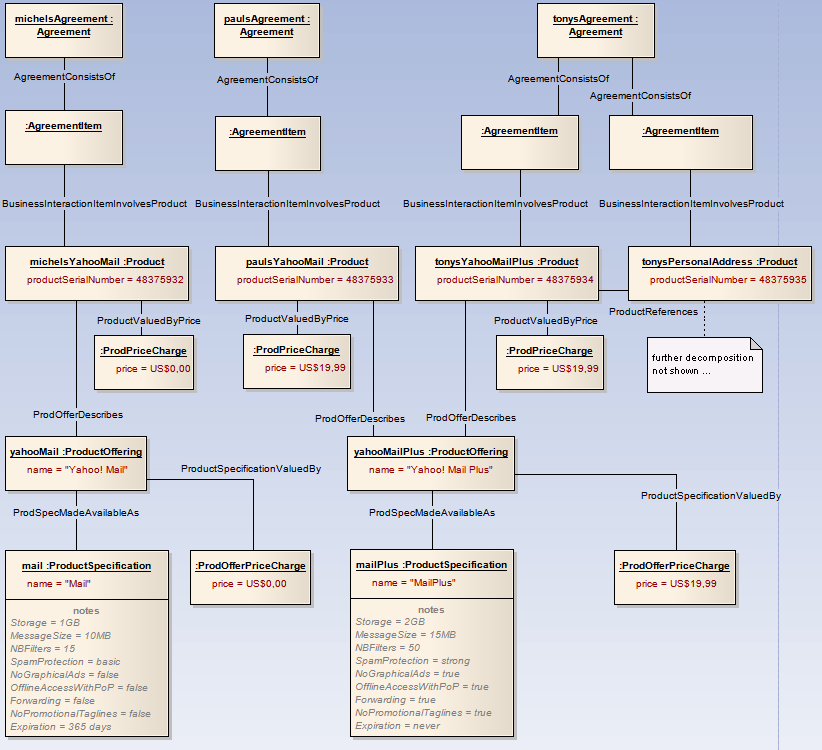 michelsAgreement :
Agreement
paulsAgreement :
Agreement
tonysAgreement :
Agreement
AgreementConsistsOf
AgreementConsistsOf
AgreementConsistsOf
AgreementConsistsOf
:AgreementItem
:AgreementItem
:AgreementItem
:AgreementItem
BusinessInteractionItemInvolvesProduct
BusinessInteractionItemInvolvesProduct
BusinessInteractionItemInvolvesProduct
BusinessInteractionItemInvolvesProduct
michelsYahooMail :Product
productSerialNumber = 48375932
paulsYahooMail :Product
productSerialNumber = 48375933
tonysYahooMailPlus :Product
productSerialNumber = 48375934
tonysPersonalAddress :Product
productSerialNumber = 48375935
ProductValuedByPrice
ProductValuedByPrice
ProductValuedByPrice
ProductReferences
:ProdPriceCharge
price = US$0,00
:ProdPriceCharge
price = US$19,99
:ProdPriceCharge
price = US$19,99
further decomposition
not shown ...
ProdOfferDescribes
ProdOfferDescribes
ProdOfferDescribes
yahooMail :ProductOffering
name = "Yahoo! Mail"
yahooMailPlus :ProductOffering
name = "Yahoo! Mail Plus"
ProductSpecificationValuedBy
ProductSpecificationValuedBy
ProdSpecMadeAvailableAs
ProdSpecMadeAvailableAs
mail :ProductSpecification
name = "Mail"
notes
Storage = 1GB
MessageSize = 10MB
NBFilters = 15
SpamProtection = basic
NoGraphicalAds = false
OfflineAccessWithPoP = false
Forwarding = false
NoPromotionalTaglines = false
Expiration = 365 days
:ProdOfferPriceCharge
price = US$0,00
mailPlus :ProductSpecification
name = "MailPlus"
notes
Storage = 2GB
MessageSize = 15MB
NBFilters = 50
SpamProtection = strong
NoGraphicalAds = true
OfflineAccessWithPoP = true
Forwarding = true
NoPromotionalTaglines = true
Expiration = never
:ProdOfferPriceCharge
price = US$19,99